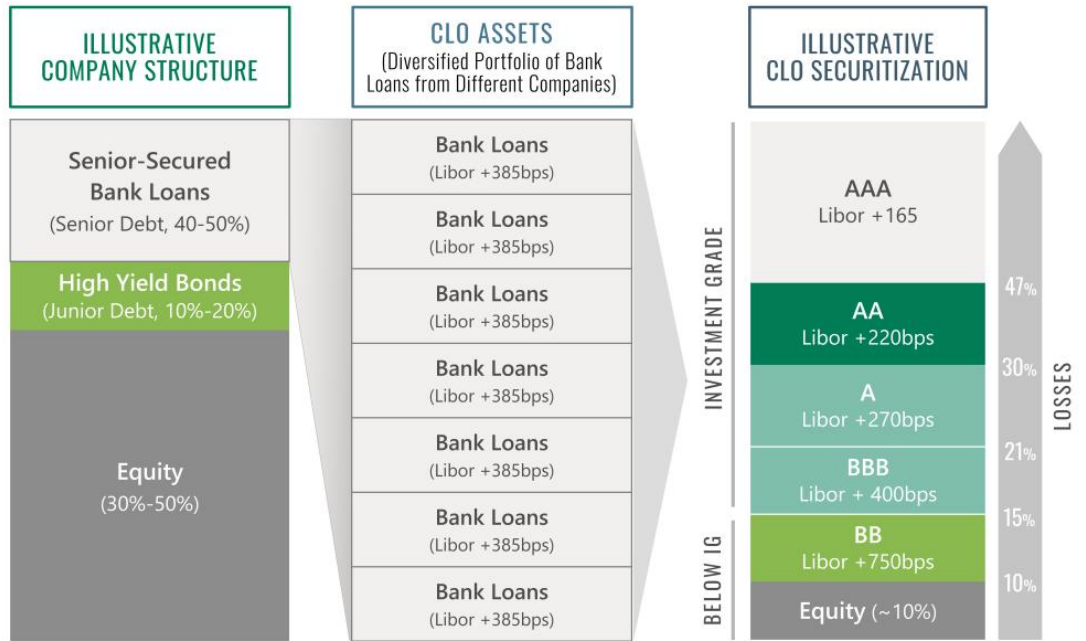 ILLUSTRATIVE
COMPANY STRUCTURE
Senior-Secured
Bank Loans
(Senior Debt, 40-50%)
High Yield Bonds
(Junior Debt, 10%-20%)
Equity
(30%-50%)
CLO ASSETS
(Diversified Portfolio of Bank
Loans from Different Companies)
Bank Loans
(Libor +385bps)
Bank Loans
(Libor +385bps)
Bank Loans
(Libor +385bps)
Bank Loans
(Libor +385bps)
Bank Loans
(Libor +385bps)
Bank Loans
(Libor +385bps)
Bank Loans
(Libor +385bps)
ILLUSTRATIVE
CLO SECURITIZATION
INVESTMENT GRADE
BELOW IG
AAA
Libor +165
AA
Libor +220bps
A
Libor +270bps
BBB
Libor + 400bps
BB
Libor +750bps
Equity (~10%)
47%
30%
21%
15%
10%
LOSSES